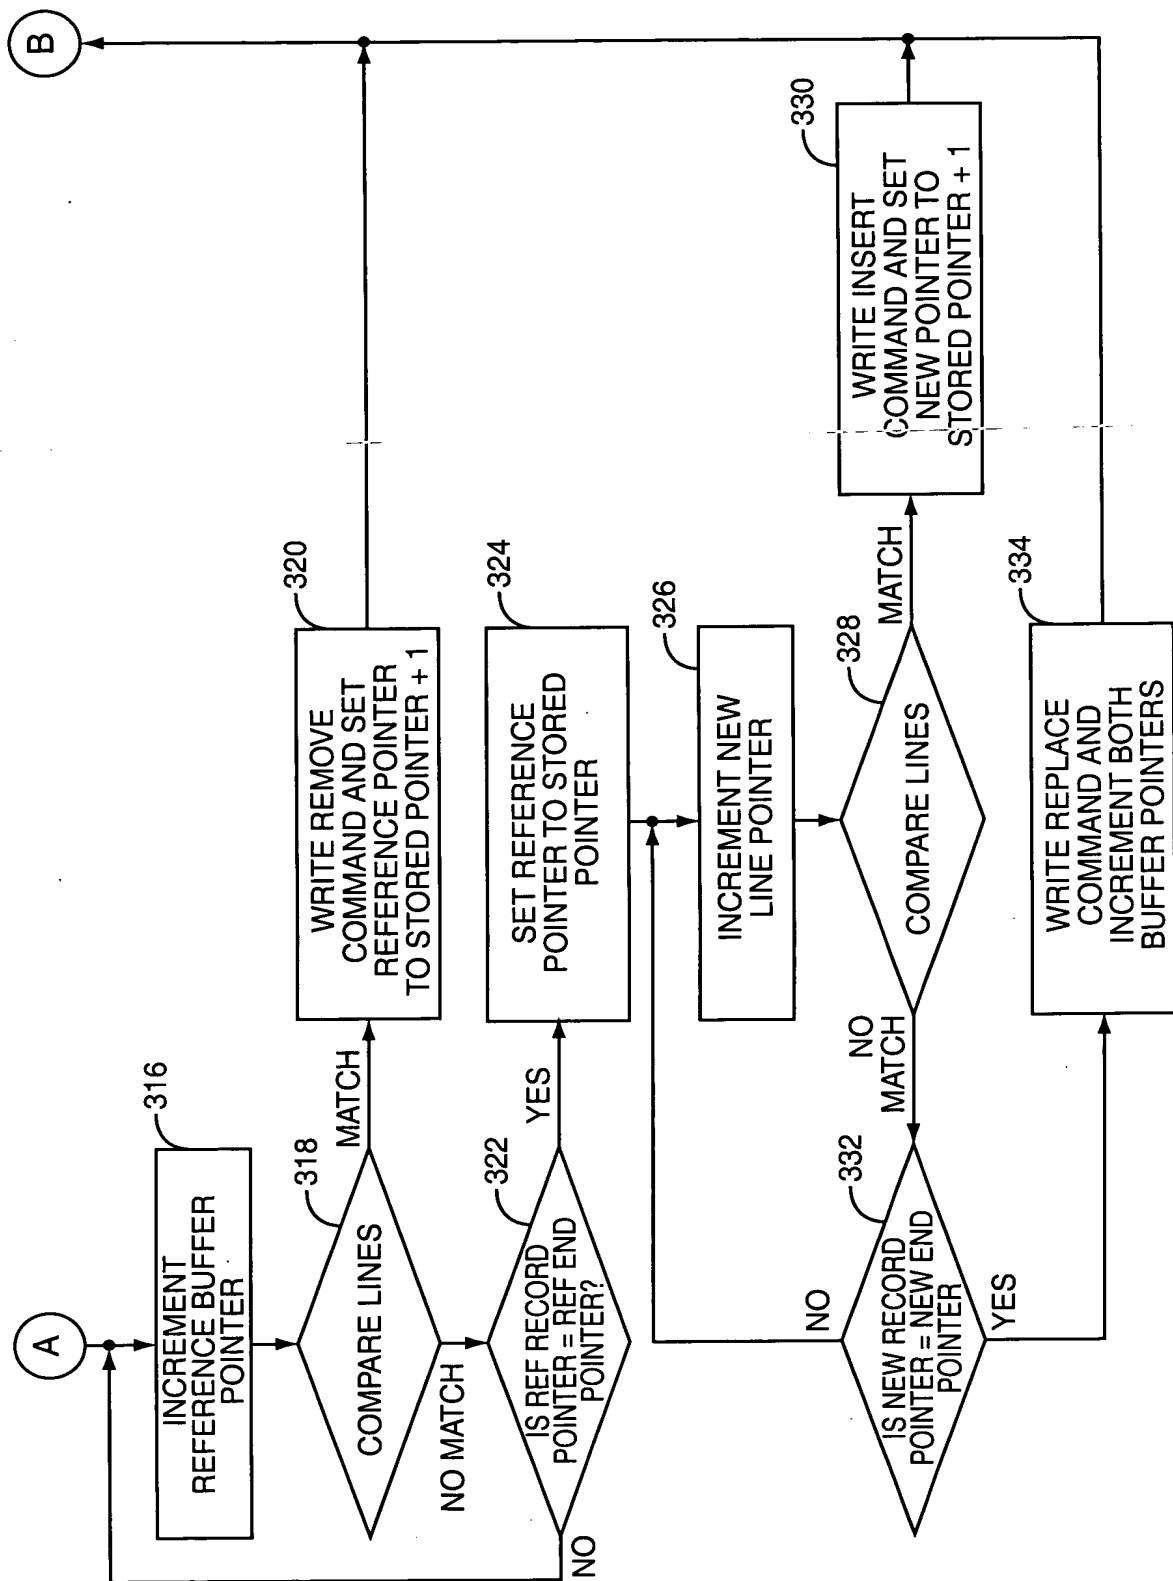 A
INCREMENT
REFERENCE BUFFER
POINTER
316
COMPARE LINES
318
MATCH
NO MATCH
WRITE REMOVE
COMMAND AND SET
REFERENCE POINTER
TO STORED POINTER + 1
320
B
IS REF RECORD
POINTER = REF END
POINTER?
322
YES
NO
SET REFERENCE
POINTER TO STORED
POINTER
324
INCREMENT NEW
LINE POINTER
326
COMPARE LINES
328
MATCH
NO
MATCH
WRITE INSERT
COMMAND AND SET
NEW POINTER TO
STORED POINTER + 1
330
IS NEW RECORD
POINTER = NEW END
POINTER
332
NO
YES
WRITE REPLACE
COMMAND AND
INCREMENT BOTH
BUFFER POINTERS
334